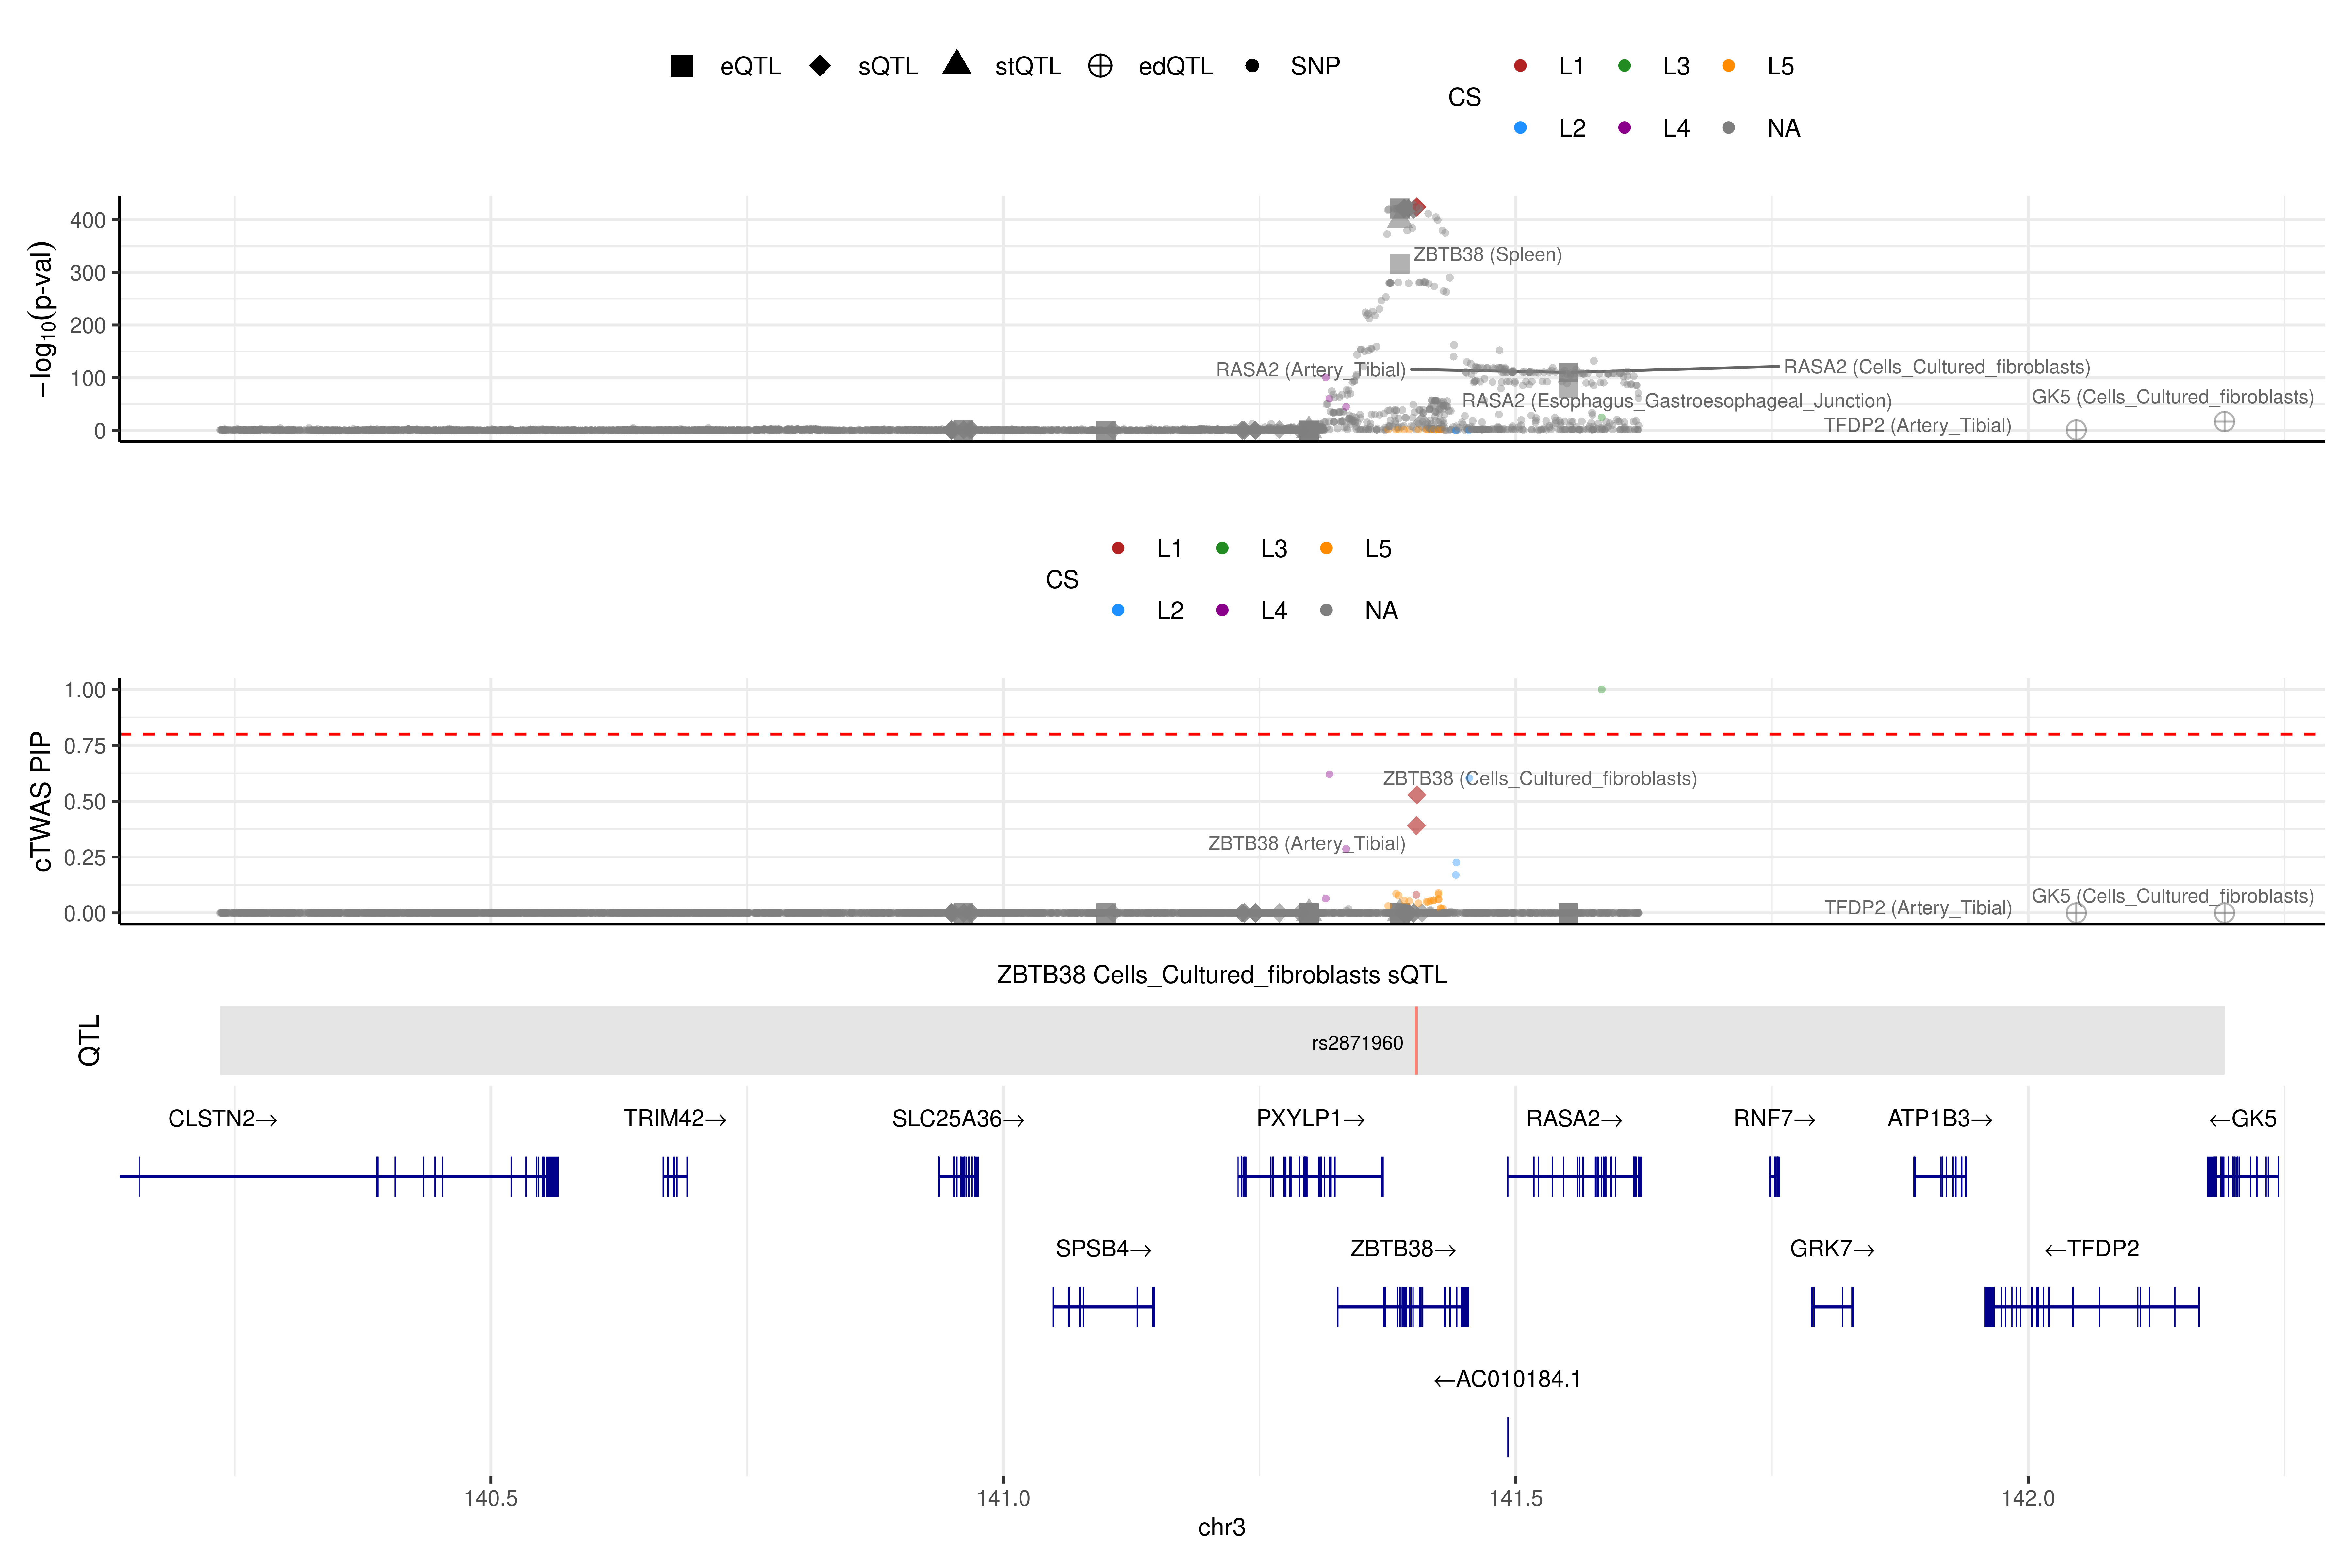 eQTL sQTL stQTL edQTL SNP
CS
L1 L3 L5
L2 L4 NA
−log10(p-val)
400
300
200
100
0
ZBTB38 (Spleen)
RASA2 (Artery_Tibial)
RASA2 (Cells_Cultured_fibroblasts)
RASA2 (Esophagus_Gastroesophageal_Junction)
GK5 (Cells_Cultured_fibroblasts)
TFDP2 (Artery_Tibial)
CS
L1 L3 L5
L2 L4 NA
cTWAS PIP
1.00
0.75
0.50
0.25
0.00
ZBTB38 (Cells_Cultured_fibroblasts)
ZBTB38 (Artery_Tibial)
GK5 (Cells_Cultured_fibroblasts)
TFDP2 (Artery_Tibial)
ZBTB38 Cells_Cultured_fibroblasts sQTL
QTL
rs2871960
CLSTN2→ TRIM42→ SLC25A36→ PXYLP1→ RASA2→ RNF7→ ATP1B3→ ←GK5
SPSB4→ ZBTB38→ GRK7→ ←TFDP2
←AC010184.1
140.5 141.0 141.5 142.0
chr3